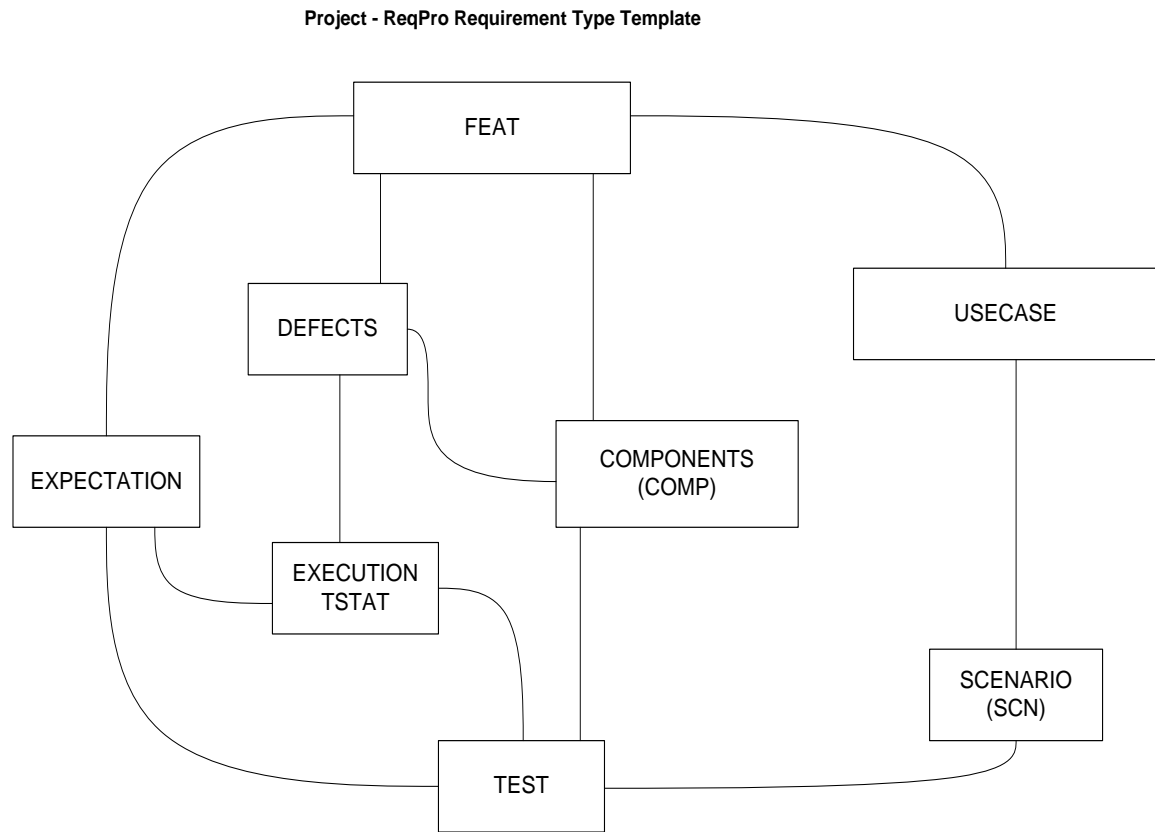 Project - ReqPro Requirement Type Template
FEAT
USECASE
DEFECTS
COMPONENTS
(COMP)
EXPECTATION
EXECUTION
TSTAT
SCENARIO
(SCN)
TEST